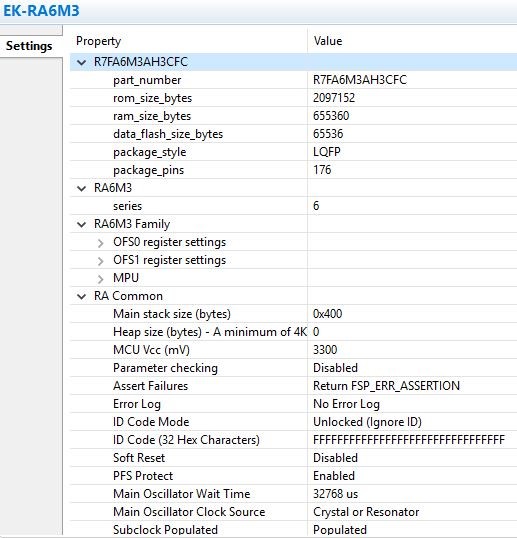 EK-RA6M3
Settings
Property Value
R7FA6M3AH3CFC
part_number R7FA6M3AH3CFC
rom_size_bytes 2097152
ram_size_bytes 655360
data_flash_size_bytes 65536
package_style LQFP
package_pins 176
RA6M3
series 6
RA6M3 Family
OFS0 register settings
OFS1 register settings
MPU
RA Common
Main stack size (bytes) 0x400
Heap size (bytes) - A minimum of 4K 0
MCU Vcc (mV) 3300
Parameter checking Disabled
Assert Failures Return FSP_ERR_ASSERTION
Error Log No Error Log
ID Code Mode Unlocked (Ignore ID)
ID Code (32 Hex Characters) FFFFFFFFFFFFFFFFFFFFFFFFFFFFFFFF
Soft Reset Disabled
PFS Protect Enabled
Main Oscillator Wait Time 32768 us
Main Oscillator Clock Source Crystal or Resonator
Subclock Populated Populated